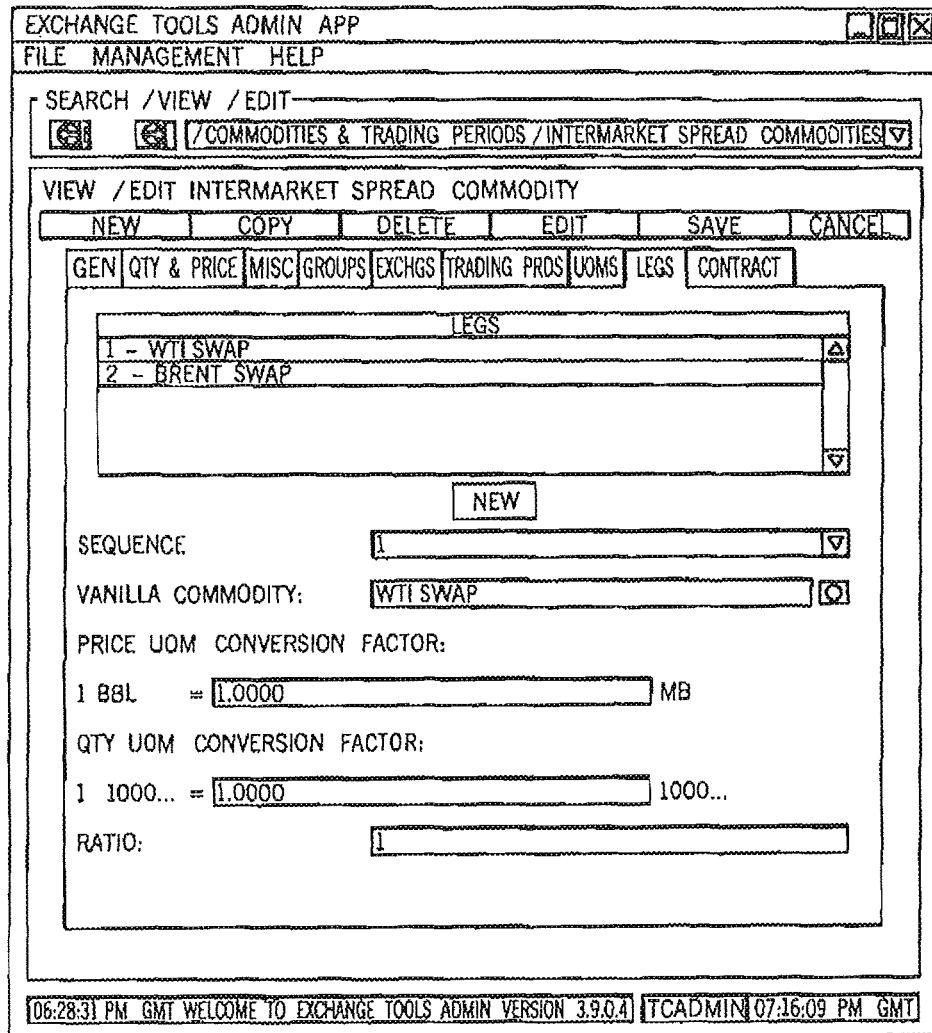 EXCHANGE TOOLS ADMIN APP
FILE MANAGEMENT HELP
SEARCH /VIEW /EDIT
/COMMODITIES & TRADING PERIODS /INTERMARKET SPREAD COMMODITIES
VIEW /EDIT INTERMARKET SPREAD COMMODITY
NEW COPY DELETE EDIT SAVE CANCEL
GEN QTY & PRICE MISC GROUPS EXCHGS TRADING PRDS UOMS LEGS CONTRACT
LEGS
1 - WTI SWAP
2 - BRENT SWAP
NEW
SEQUENCE 1
VANILLA COMMODITY: WTI SWAP
PRICE UOM CONVERSION FACTOR:
1 BBL = 1.0000 MB
QTY UOM CONVERSION FACTOR:
1 1000... = 1.0000 1000...
RATIO: 1
06:28:31 PM GMT WELCOME TO EXCHANGE TOOLS ADMIN VERSION 3.9.0.4 TCADMIN 07:16:09 PM GMT